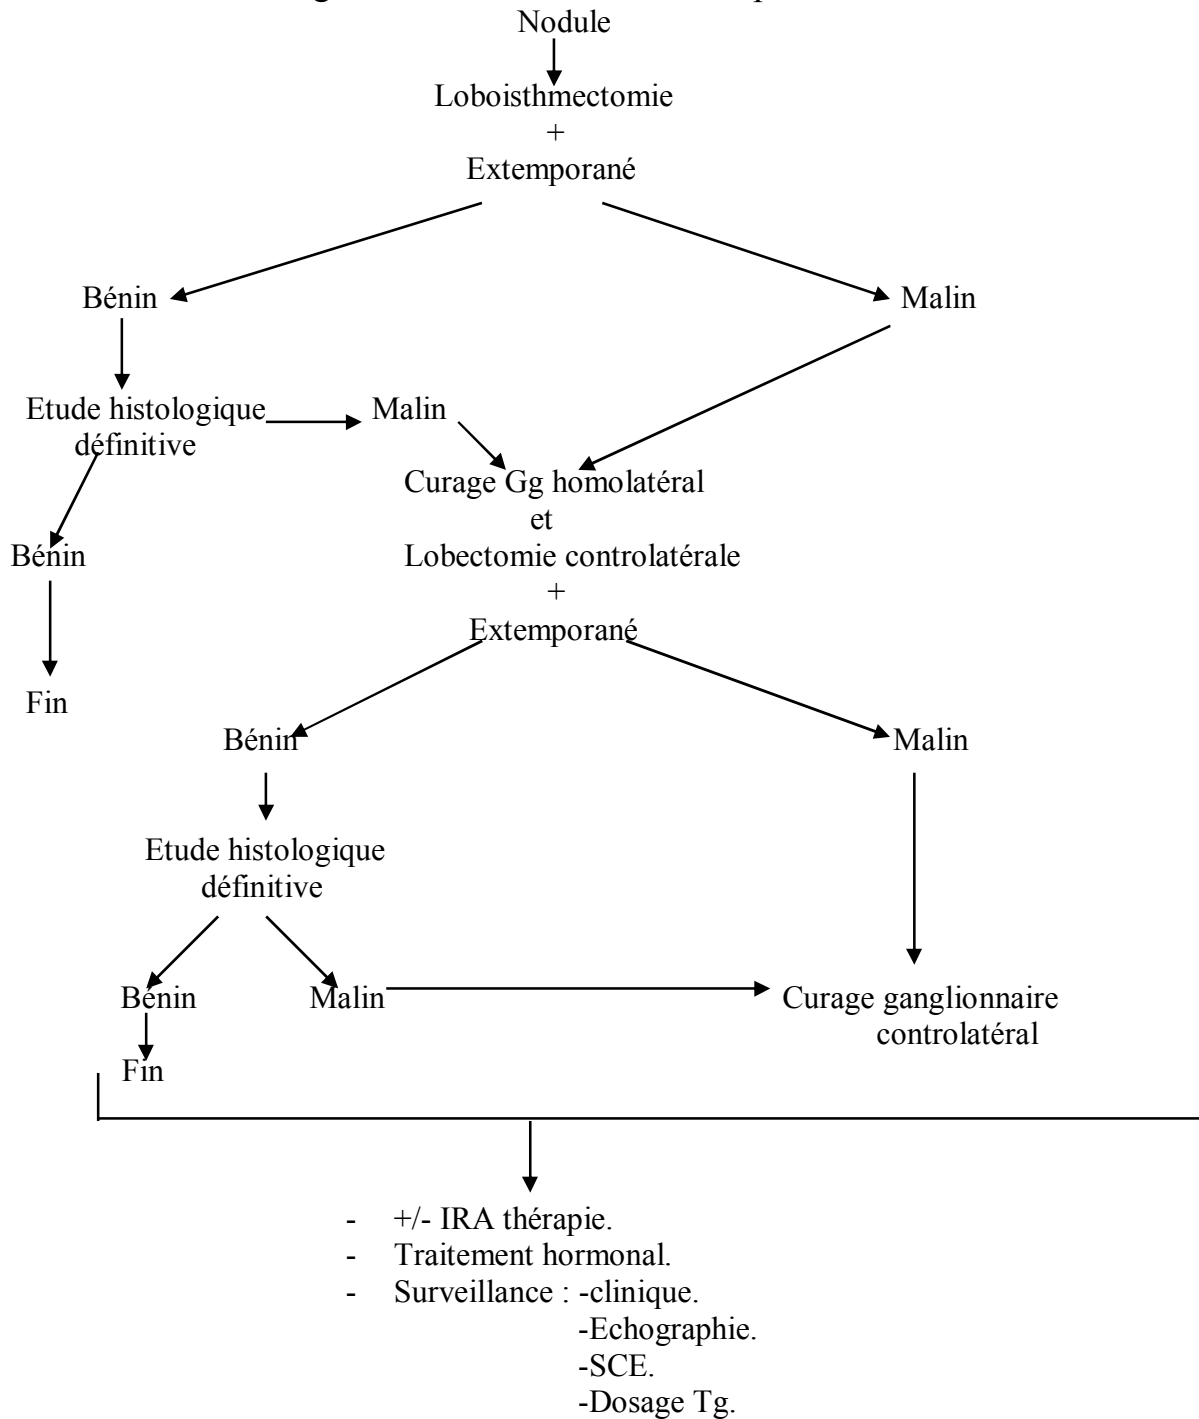 Nodule
Loboisthmectomie
+
Extemporané
Bénin
Malin
Etude histologique
définitive
Malin
Curage Gg homolatéral
et
Bénin
Lobectomie controlatérale
+
Extemporané
Fin
Bénin
Malin
Etude histologique
définitive
Bénin
Malin
Curage ganglionnaire
controlatéral
Fin
- +/- IRA thérapie.
- Traitement hormonal.
- Surveillance : -clinique.
-Echographie.
-SCE.
-Dosage Tg.